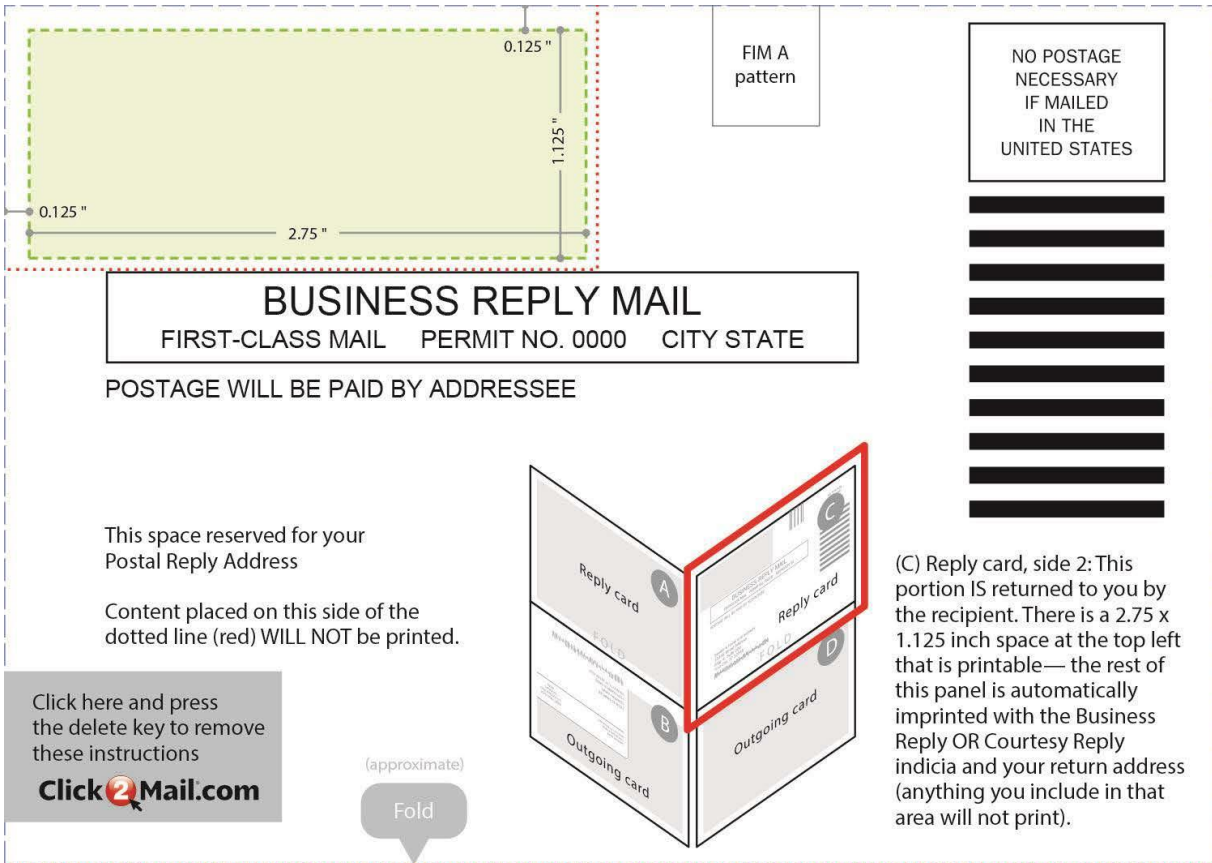 0.125 "
1.125 "
0.125 "
2.75 "
FIM A
pattern
NO POSTAGE
NECESSARY
IF MAILED
IN THE
UNITED STATES
BUSINESS REPLY MAIL
FIRST-CLASS MAIL PERMIT NO. 0000 CITY STATE
POSTAGE WILL BE PAID BY ADDRESSEE
This space reserved for your
Postal Reply Address
Content placed on this side of the
dotted line (red) WILL NOT be printed.
Click here and press
the delete key to remove
these instructions
Click2Mail.com
(approximate)
Fold
Reply card
A
FOLD
B
Outgoing card
C
BUSINESS REPLY MAIL
Reply card
FOLD
D
Outgoing card
(C) Reply card, side 2: This
portion IS returned to you by
the recipient. There is a 2.75 x
1.125 inch space at the top left
that is printable— the rest of
this panel is automatically
imprinted with the Business
Reply OR Courtesy Reply
indicia and your return address
(anything you include in that
area will not print).